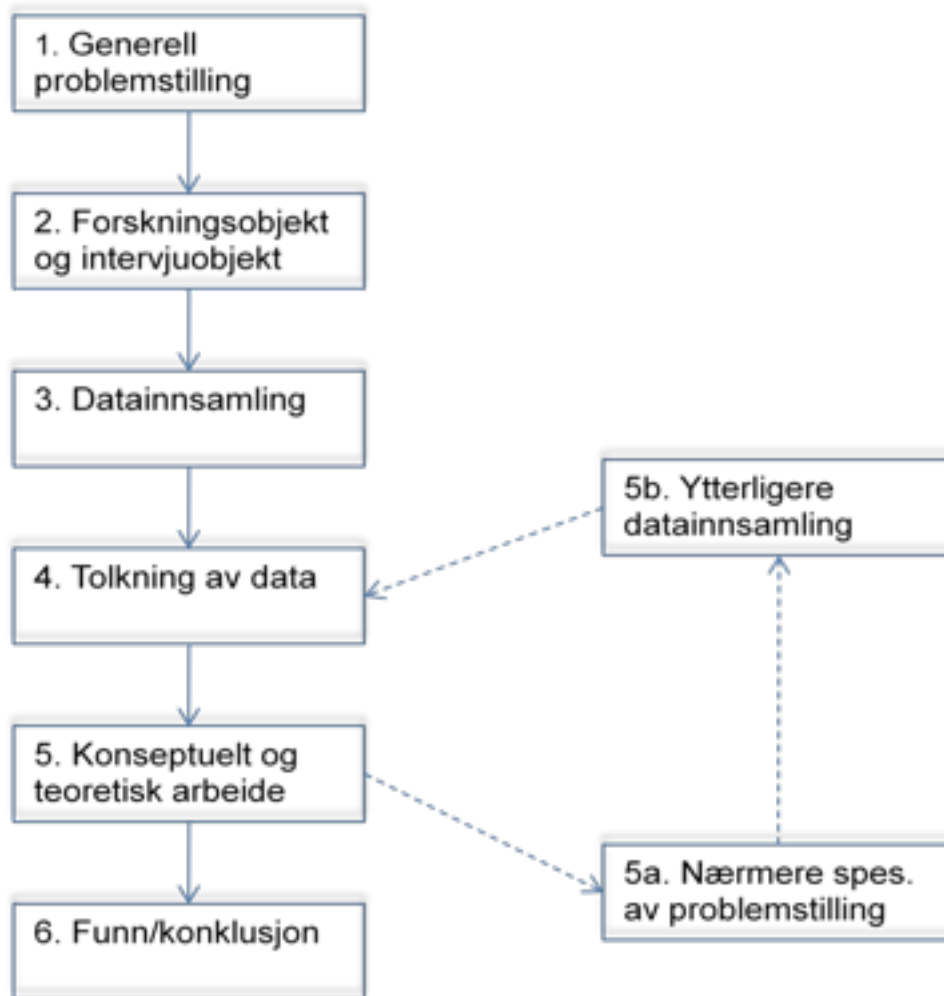 1. Generell
problemstilling
2. Forskningsobjekt
og intervjuobjekt
3. Datainnsamling
4. Tolkning av data
5b. Ytterligere
datainnsamling
5. Konseptuelt og
teoretisk arbeide
5a. Nærmere spes.
av problemstilling
6. Funn/konklusjon